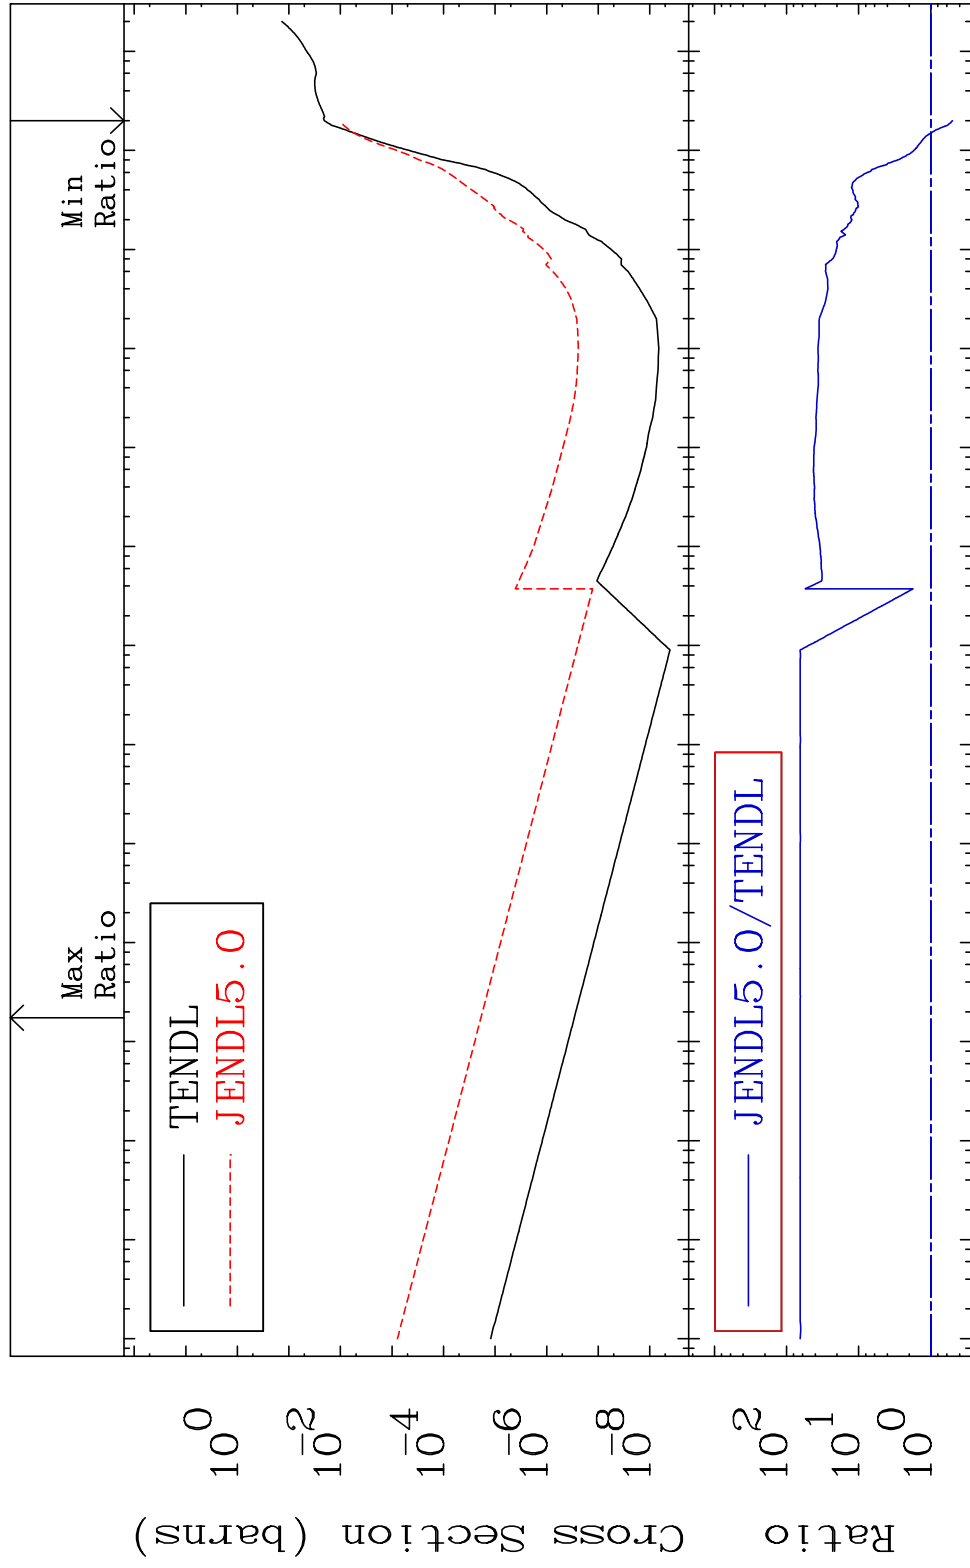 Max
Ratio
Min
Ratio
TENDL
JENDL5.0
Cross Section (barns)
10^0
10^-2
10^-4
10^-6
10^-8
JENDL5.0/TENDL
Ratio
10^2
10^1
10^0